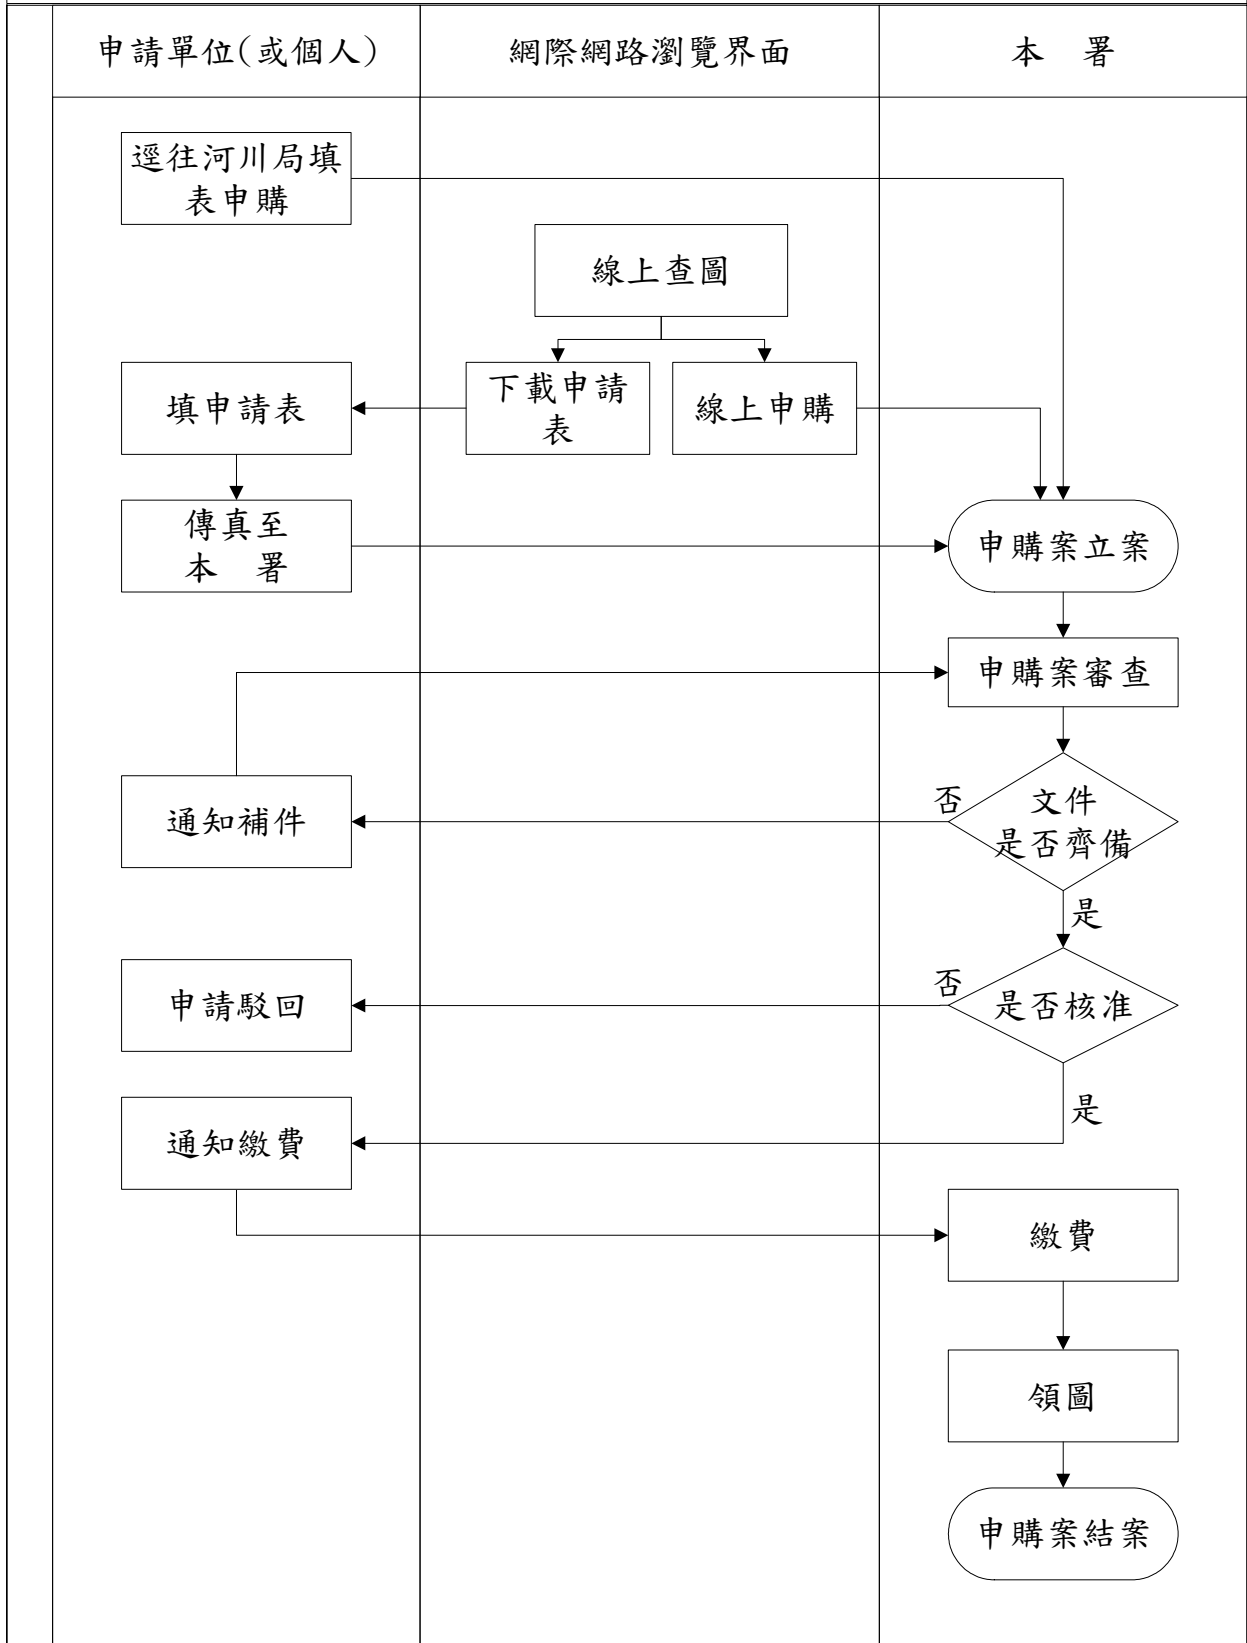 申請單位(或個人)
網際網路瀏覽界面
本　署
逕往河川局填
表申購
線上查圖
填申請表
下載申請
表
線上申購
傳真至
本　署
申購案立案
申購案審查
通知補件
否
文件
是否齊備
是
申請駁回
否
是否核准
是
通知繳費
繳費
領圖
申購案結案